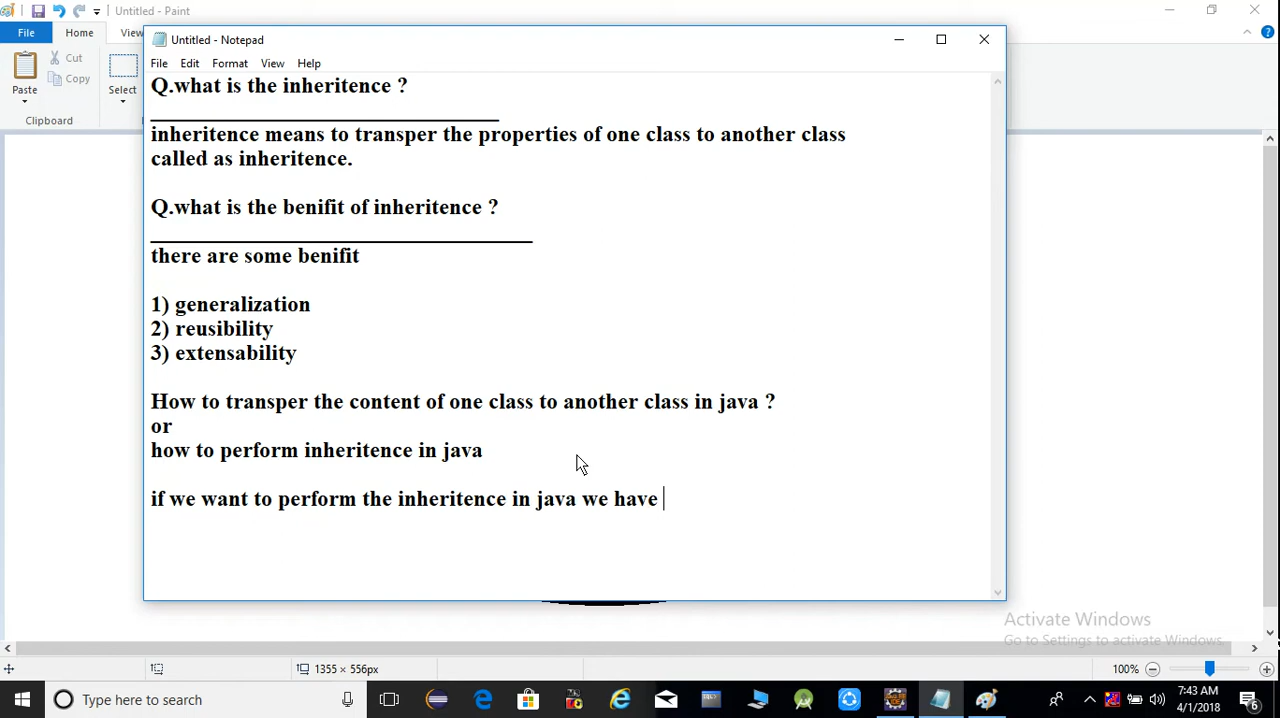 Untitled - Paint
File Home View
Paste
Cut
Copy
Select
Clipboard
Untitled - Notepad
File Edit Format View Help
Q.what is the inheritence ?
inheritence means to transper the properties of one class to another class
called as inheritence.
Q.what is the benifit of inheritence ?
there are some benifit
1) generalization
2) reusibility
3) extensability
How to transper the content of one class to another class in java ?
or
how to perform inheritence in java
if we want to perform the inheritence in java we have
Activate Windows
Go to Settings to activate Windows.
1355 × 556px
100%
Type here to search
7:43 AM
4/1/2018
6